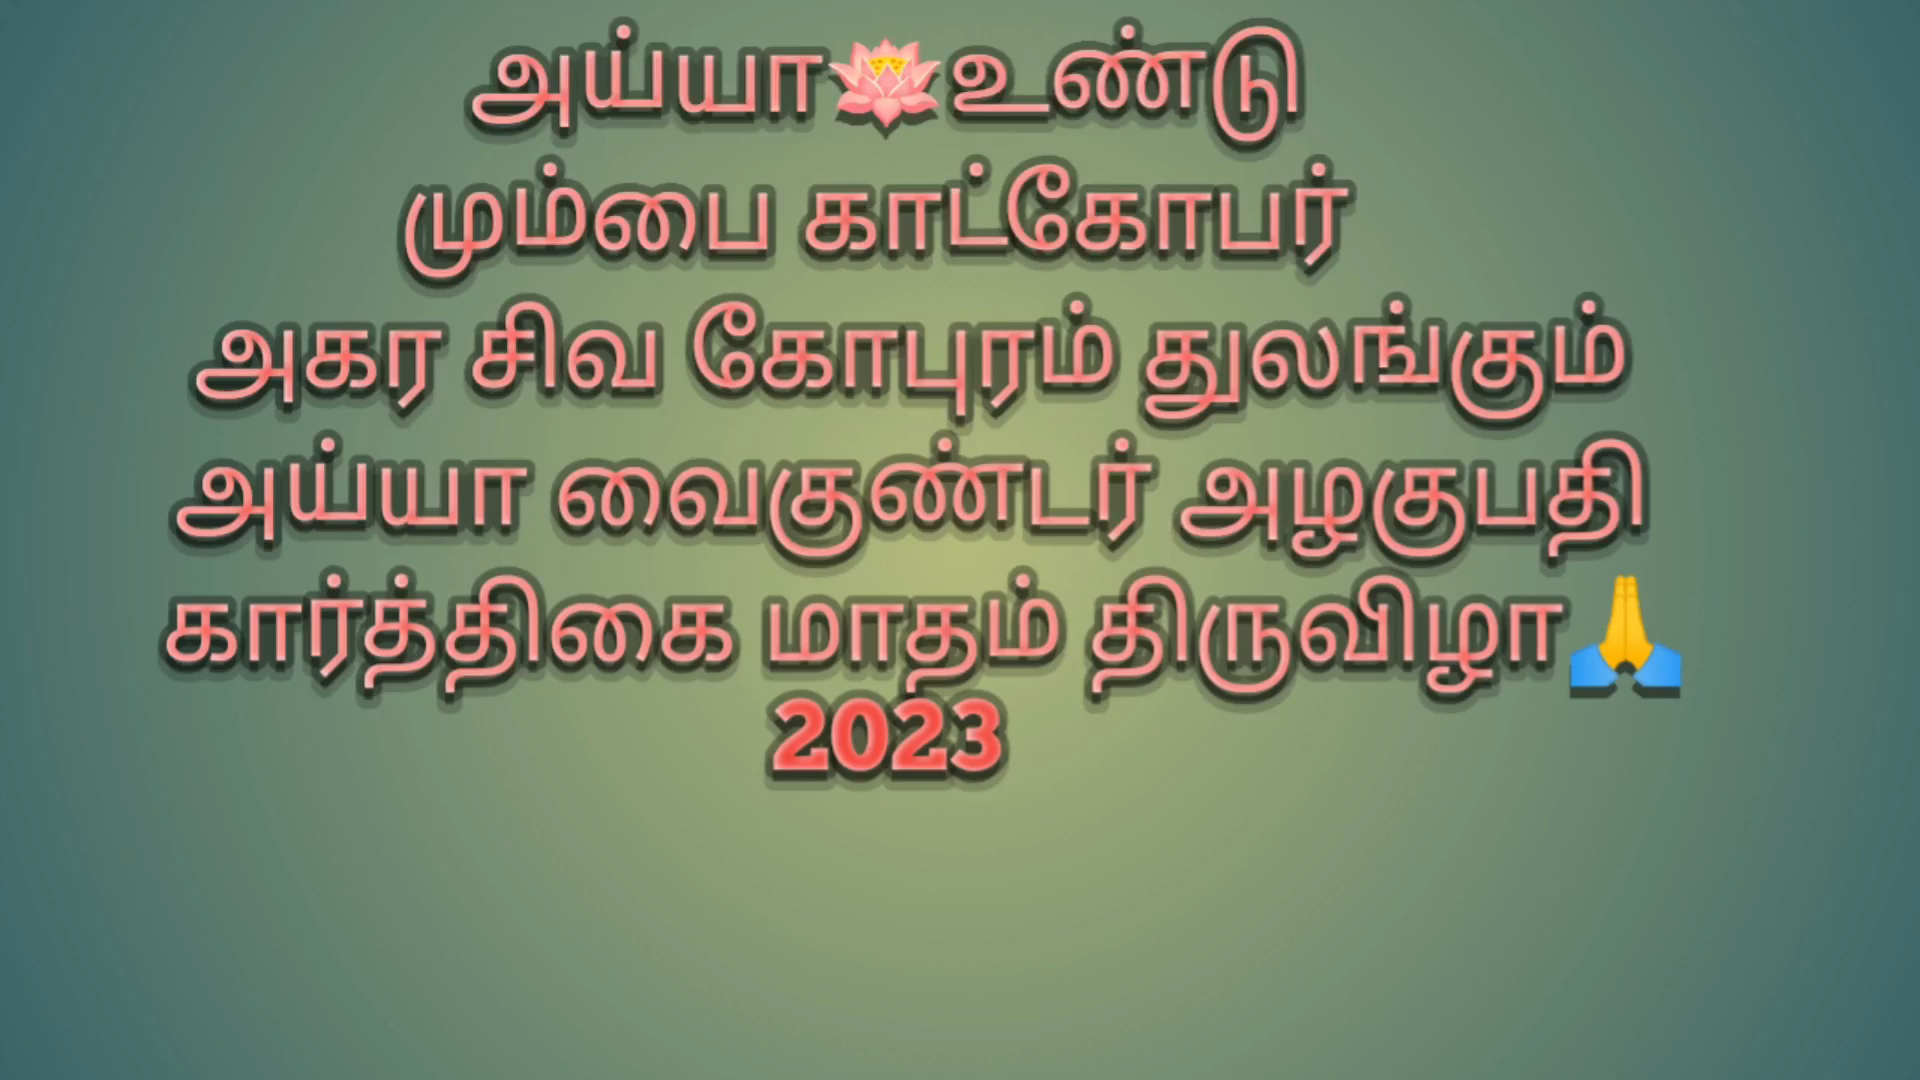 அய்யா🪷உண்டு
மும்பை காட்கோபர்
அகர சிவ கோபுரம் துலங்கும்
அய்யா வைகுண்டர் அழகுபதி
கார்த்திகை மாதம் திருவிழா🙏
2023